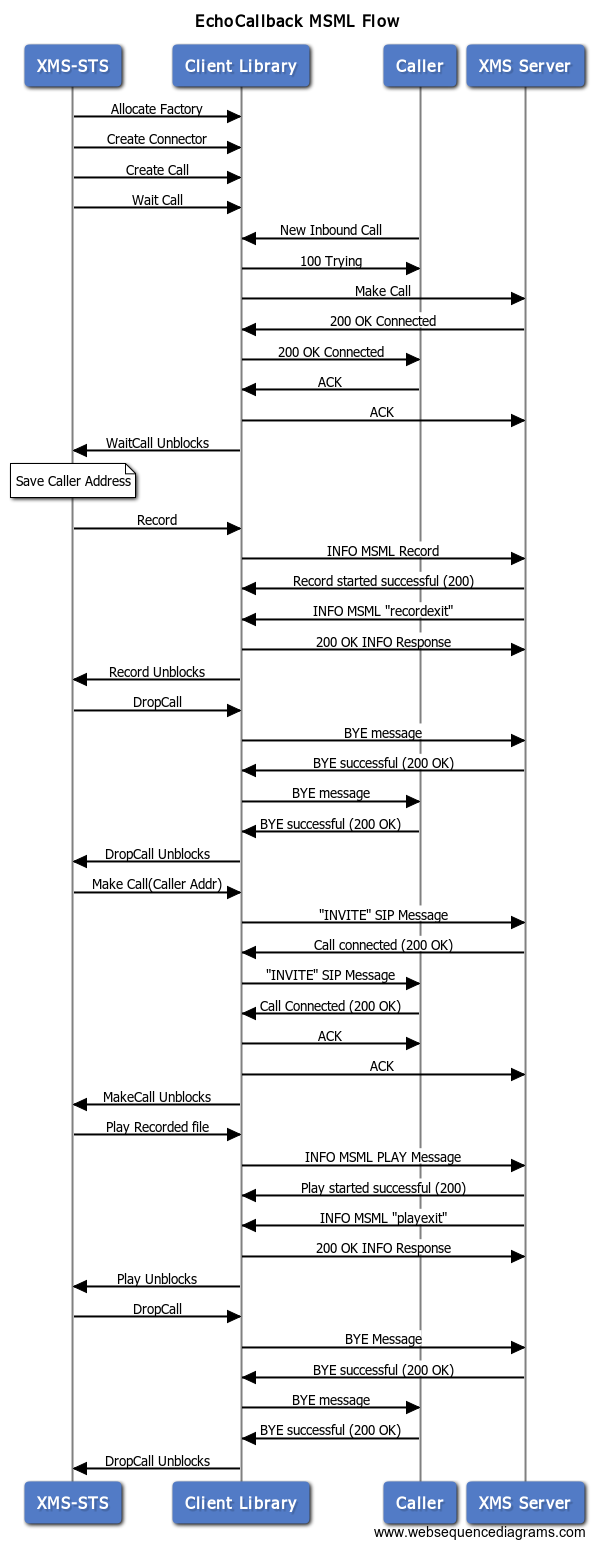 EchoCallback MSML Flow
XMS-STS
Client Library
Caller
XMS Server
Allocate Factory
Create Connector
Create Call
Wait Call
New Inbound Call
100 Trying
Make Call
200 OK Connected
200 OK Connected
ACK
ACK
WaitCall Unblocks
Save Caller Address
Record
INFO MSML Record
Record started successful (200)
INFO MSML "recordexit"
200 OK INFO Response
Record Unblocks
DropCall
BYE message
BYE successful (200 OK)
BYE message
BYE successful (200 OK)
DropCall Unblocks
Make Call(Caller Addr)
"INVITE" SIP Message
Call connected (200 OK)
"INVITE" SIP Message
Call Connected (200 OK)
ACK
ACK
MakeCall Unblocks
Play Recorded file
INFO MSML PLAY Message
Play started successful (200)
INFO MSML "playexit"
200 OK INFO Response
Play Unblocks
DropCall
BYE Message
BYE successful (200 OK)
BYE message
BYE successful (200 OK)
DropCall Unblocks
XMS-STS
Client Library
Caller
XMS Server
www.websequencediagrams.com